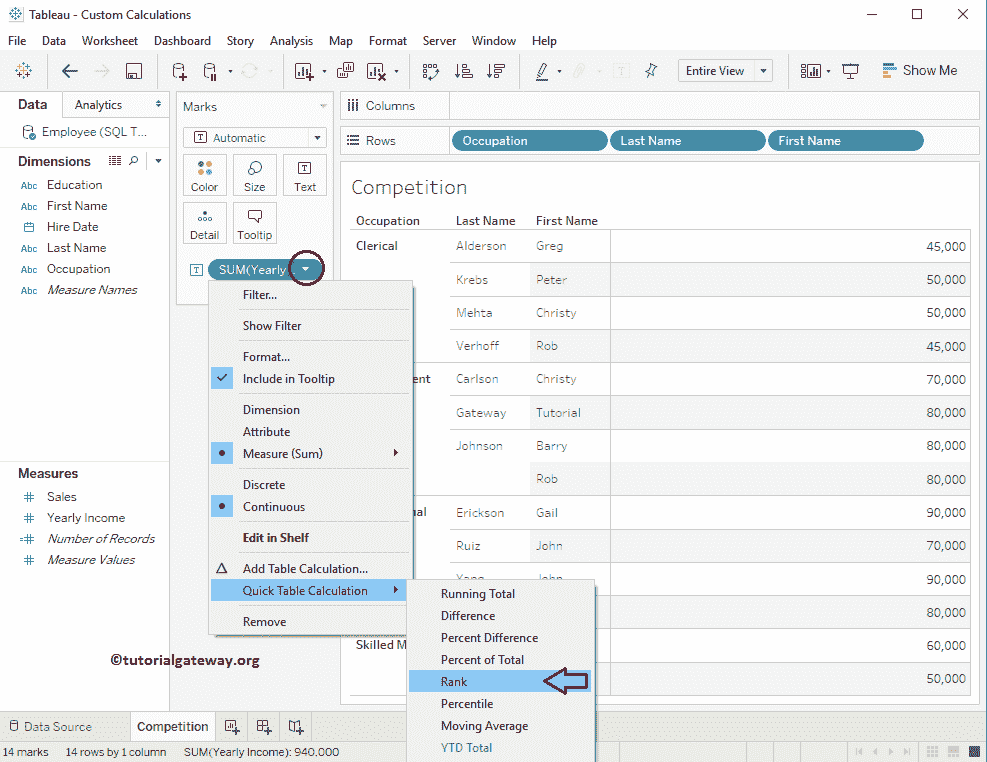 Tableau - Custom Calculations
File Data Worksheet Dashboard Story Analysis Map Format Server Window Help
Entire View
Show Me
Data Analytics
Employee (SQL T...
Dimensions
Abc Education
Abc First Name
Hire Date
Abc Last Name
Abc Occupation
Abc Measure Names
Measures
# Sales
# Yearly Income
=# Number of Records
# Measure Values
Marks
T Automatic
Color Size Text
Detail Tooltip
T SUM(Yearly
Columns
Rows Occupation Last Name First Name
Competition
Occupation Last Name First Name
Clerical Alderson Greg 45,000
Krebs Peter 50,000
Mehta Christy 50,000
Verhoff Rob 45,000
ent Carlson Christy 70,000
Gateway Tutorial 80,000
Johnson Barry 80,000
Rob 80,000
al Erickson Gail 90,000
Ruiz John 70,000
Yang John 90,000
80,000
Skilled M 60,000
50,000
Filter...
Show Filter
Format...
Include in Tooltip
Dimension
Attribute
Measure (Sum)
Discrete
Continuous
Edit in Shelf
Add Table Calculation...
Quick Table Calculation
Remove
Running Total
Difference
Percent Difference
Percent of Total
Rank
Percentile
Moving Average
YTD Total
©tutorialgateway.org
Data Source Competition
14 marks 14 rows by 1 column SUM(Yearly Income): 940,000